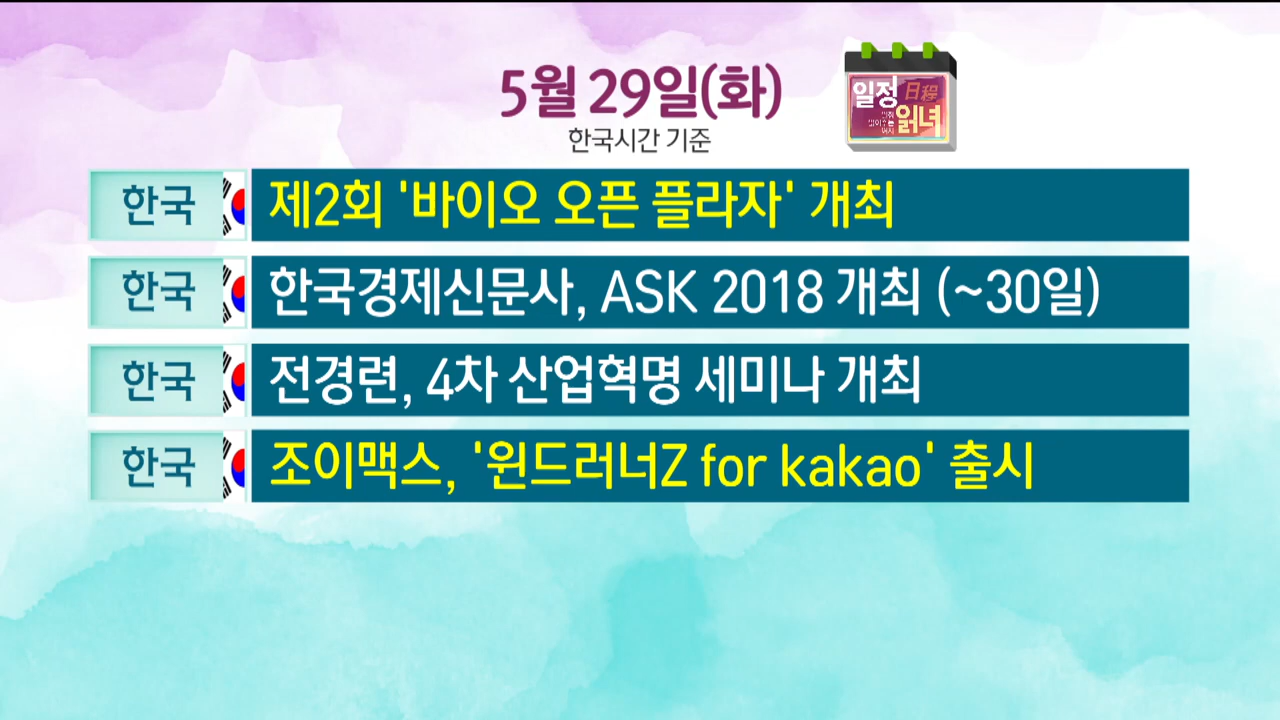 5월 29일(화)
한국시간 기준
일정 日程
읽녀
한국 제2회 '바이오 오픈 플라자' 개최
한국 한국경제신문사, ASK 2018 개최 (~30일)
한국 전경련, 4차 산업혁명 세미나 개최
한국 조이맥스, '윈드러너Z for kakao' 출시